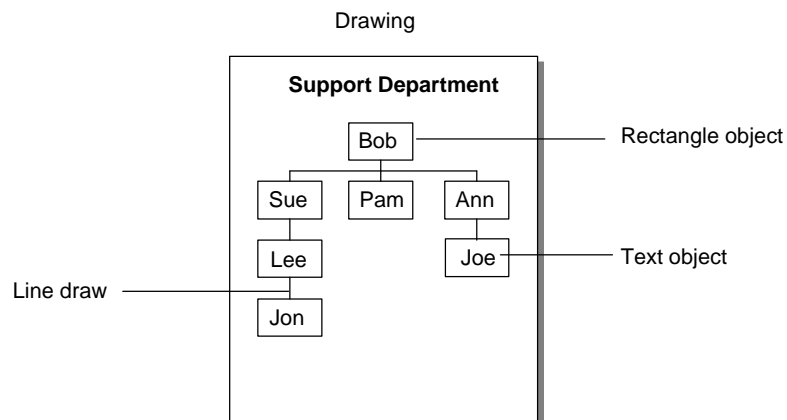 Drawing
Support Department
Bob
Rectangle object
Sue Pam Ann
Lee Joe Text object
Line draw
Jon